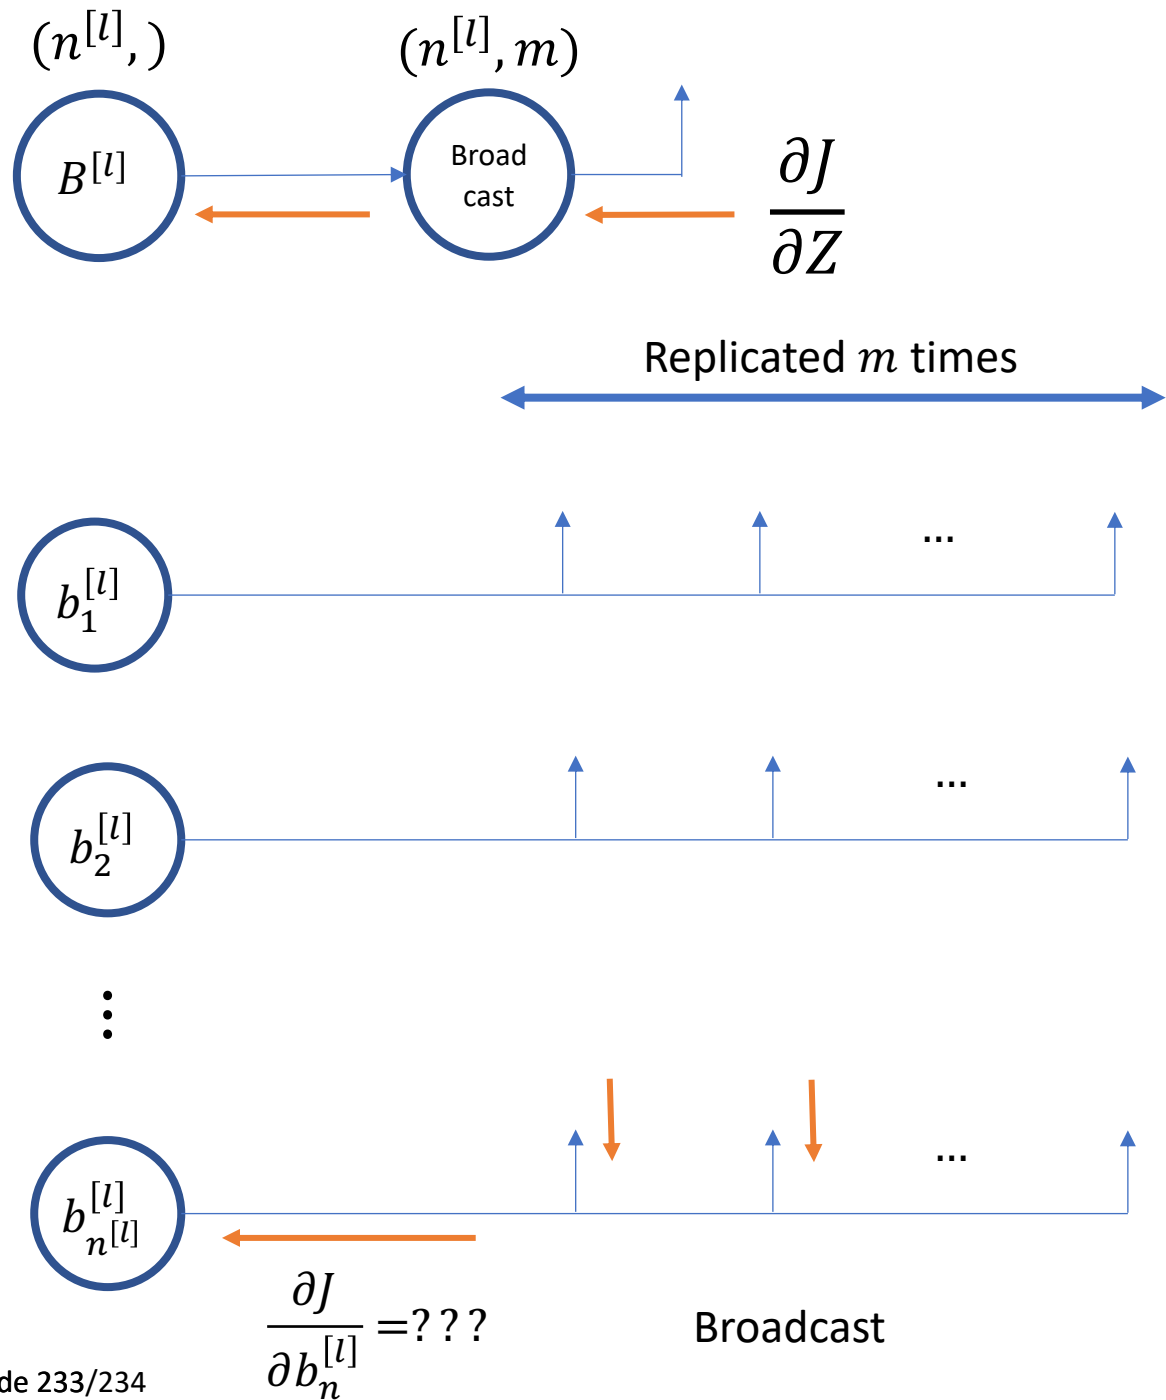 (n^{[l]}, )
(n^{[l]}, m)
B^{[l]}
Broad
cast
∂J
∂Z
Replicated m times
b_1^{[l]}
...
b_2^{[l]}
...
⋮
b_{n^{[l]}}^{[l]}
...
∂J
∂b_n^{[l]}
=? ? ?
Broadcast
de 233/234